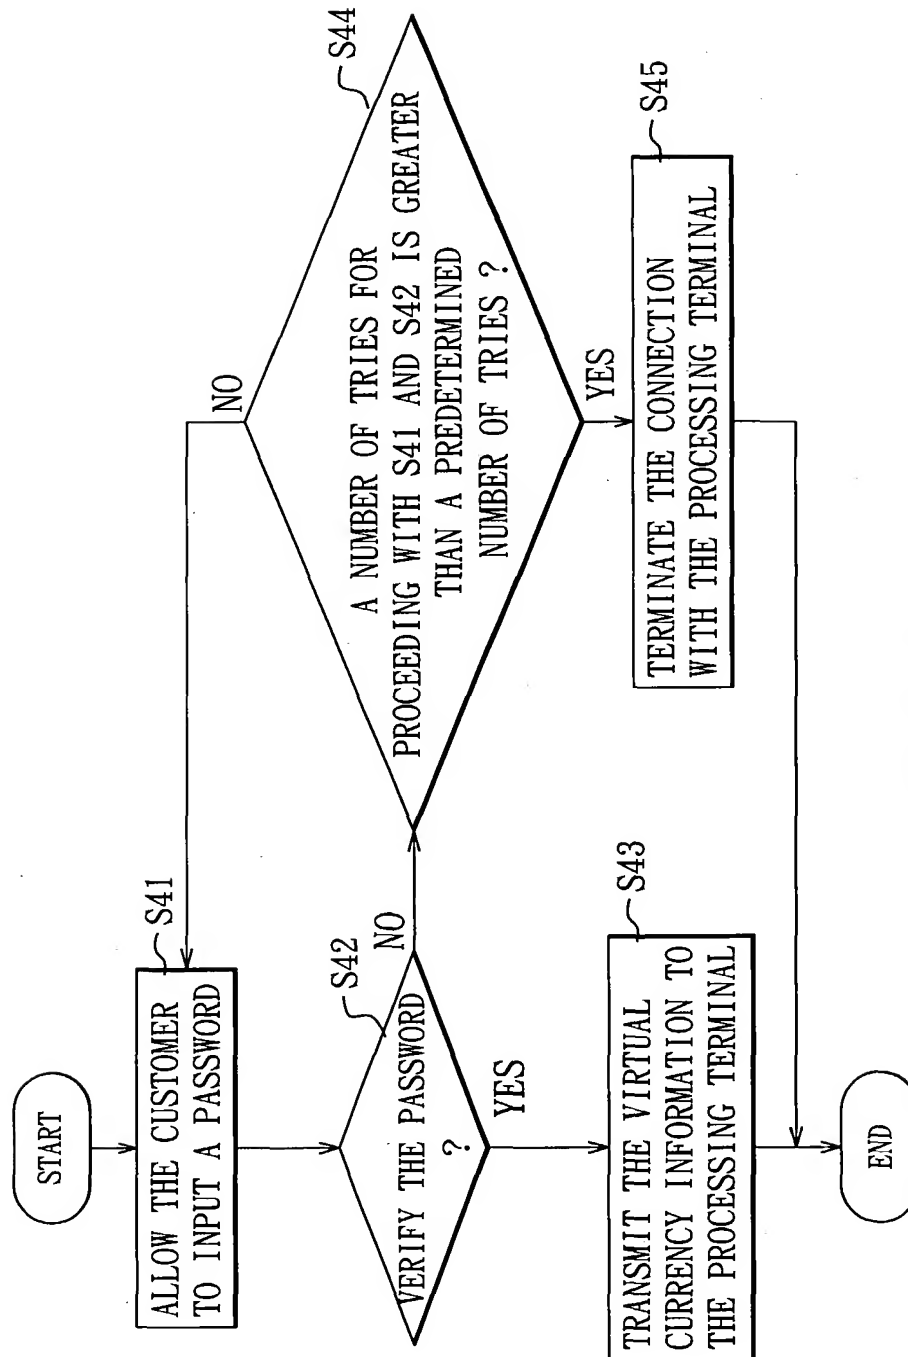 START
ALLOW THE CUSTOMER
TO INPUT A PASSWORD
S41
VERIFY THE PASSWORD
?
S42
NO
YES
TRANSMIT THE VIRTUAL
CURRENCY INFORMATION TO
THE PROCESSING TERMINAL
S43
END
A NUMBER OF TRIES FOR
PROCEEDING WITH S41 AND S42 IS GREATER
THAN A PREDETERMINED
NUMBER OF TRIES ?
S44
NO
YES
TERMINATE THE CONNECTION
WITH THE PROCESSING TERMINAL
S45